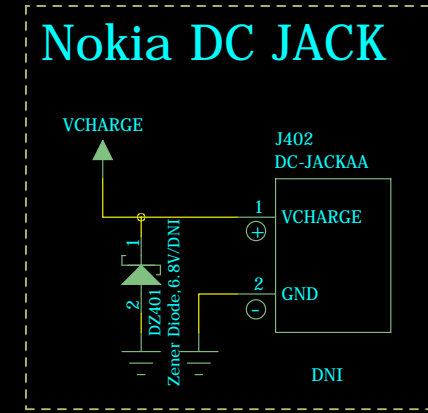 Nokia DC JACK
VCHARGE
J402
DC-JACKAA
1
VCHARGE
+
1
2
DZ401
Zener Diode,6.8V/DNI
2
GND
-
DNI